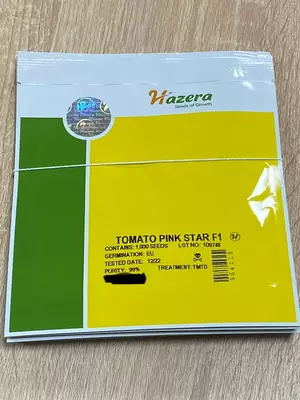 Hazera
Seeds of Growth
TOMATO PINK STAR F1
CONTAINS: 1,000 SEEDS LOT NO: 109748
GERMINATION: EU
TESTED DATE: 12/22
PURITY: 99% TREATMENT: TMTD